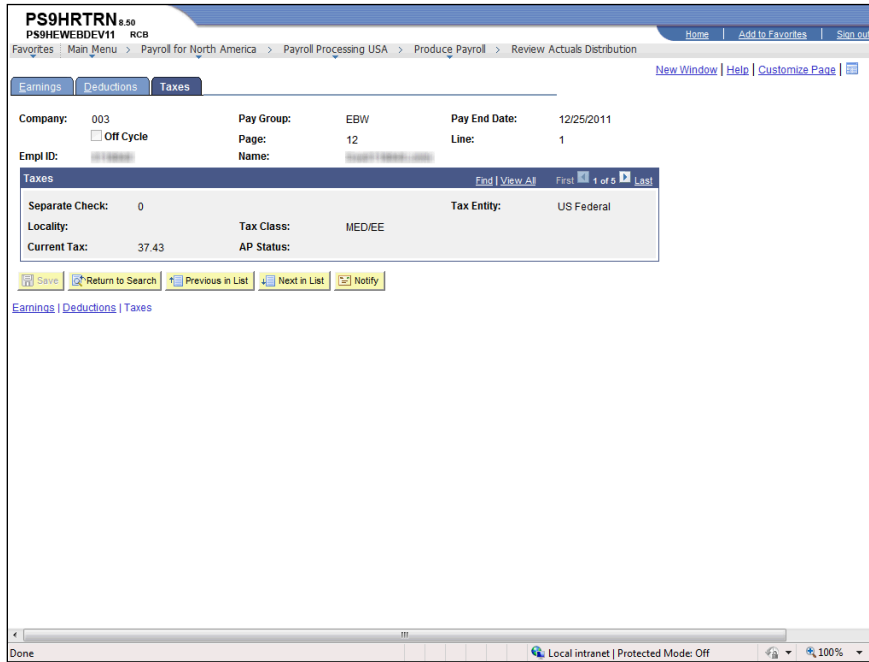 PS9HRTRN 8.50
PS9HEWEBDEV11 RCB
Home | Add to Favorites | Sign out
Favorites Main Menu > Payroll for North America > Payroll Processing USA > Produce Payroll > Review Actuals Distribution
New Window | Help | Customize Page |
Earnings Deductions Taxes
Company: 003 Pay Group: EBW Pay End Date: 12/25/2011
Off Cycle Page: 12 Line: 1
Empl ID: Name:
Taxes Find | View All First 1 of 5 Last
Separate Check: 0 Tax Entity: US Federal
Locality: Tax Class: MED/EE
Current Tax: 37.43 AP Status:
Save Return to Search Previous in List Next in List Notify
Earnings | Deductions | Taxes
Done Local intranet | Protected Mode: Off 100%